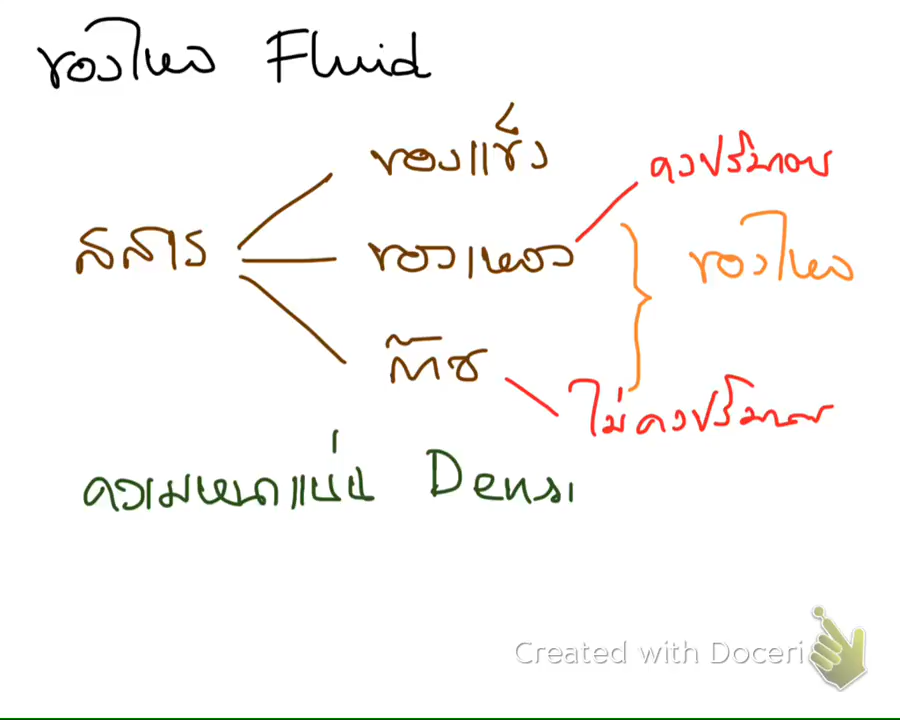 ของไหล Fluid
ของแข็ง
คงปริมาตร
สสาร
ของเหลว
ของไหล
ก๊าซ
ไม่คงปริมาตร
ความหนาแน่น Densi
Created with Doceri